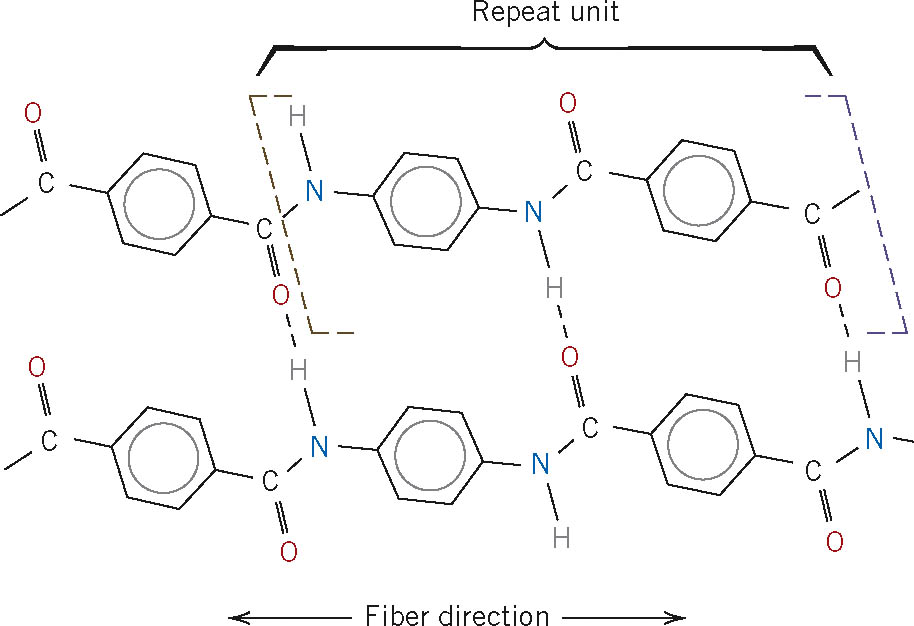 Repeat unit
O H O
C N C
N C
C H O
O
H O H
O
C N C N
N C
C H O
O
Fiber direction